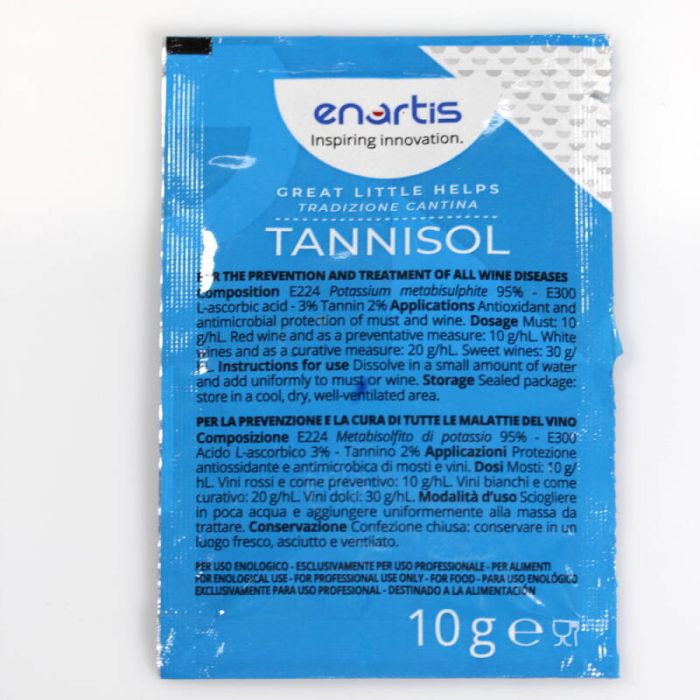 enartis
Inspiring innovation.
GREAT LITTLE HELPS
TRADIZIONE CANTINA
TANNISOL
FOR THE PREVENTION AND TREATMENT OF ALL WINE DISEASES
Composition E224 Potassium metabisulphite 95% - E300
L-ascorbic acid - 3% Tannin 2% Applications Antioxidant and
antimicrobial protection of must and wine. Dosage Must: 10
g/hL. Red wine and as a preventative measure: 10 g/hL. White
wines and as a curative measure: 20 g/hL. Sweet wines: 30 g/
hL. Instructions for use Dissolve in a small amount of water
and add uniformly to must or wine. Storage Sealed package:
store in a cool, dry, well-ventilated area.
PER LA PREVENZIONE E LA CURA DI TUTTE LE MALATTIE DEL VINO
Composizione E224 Metabisolfito di potassio 95% - E300
Acido L-ascorbico 3% - Tannino 2% Applicazioni Protezione
antiossidante e antimicrobica di mosti e vini. Dosi Mosti: 10 g/
hL. Vini rossi e come preventivo: 10 g/hL. Vini bianchi e come
curativo: 20 g/hL. Vini dolci: 30 g/hL. Modalità d'uso Sciogliere
in poca acqua e aggiungere uniformemente alla massa da
trattare. Conservazione Confezione chiusa: conservare in un
luogo fresco, asciutto e ventilato.
PER USO ENOLOGICO - ESCLUSIVAMENTE PER USO PROFESSIONALE - PER ALIMENTI
FOR ENOLOGICAL USE - FOR PROFESSIONAL USE ONLY - FOR FOOD - PARA USO ENOLÓGICO
EXCLUSIVAMENTE PARA USO PROFESIONAL - DESTINADO A LA ALIMENTACIÓN
10 g ℮